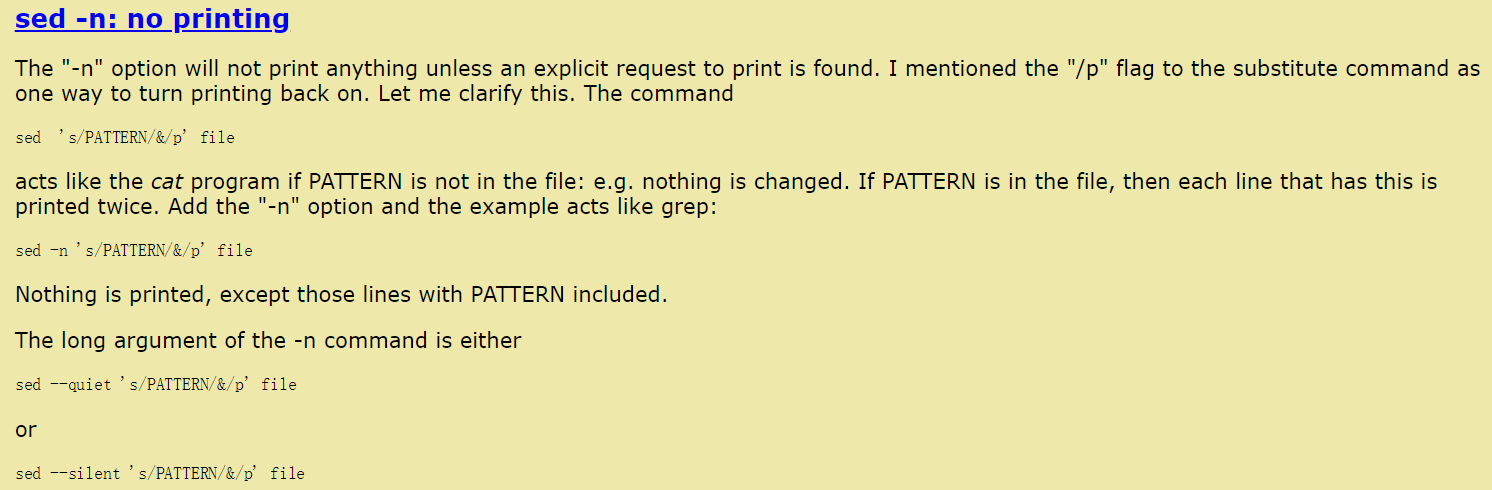 sed -n: no printing
The "-n" option will not print anything unless an explicit request to print is found. I mentioned the "/p" flag to the substitute command as
one way to turn printing back on. Let me clarify this. The command
sed  's/PATTERN/&/p' file
acts like the cat program if PATTERN is not in the file: e.g. nothing is changed. If PATTERN is in the file, then each line that has this is
printed twice. Add the "-n" option and the example acts like grep:
sed -n 's/PATTERN/&/p' file
Nothing is printed, except those lines with PATTERN included.
The long argument of the -n command is either
sed --quiet 's/PATTERN/&/p' file
or
sed --silent 's/PATTERN/&/p' file